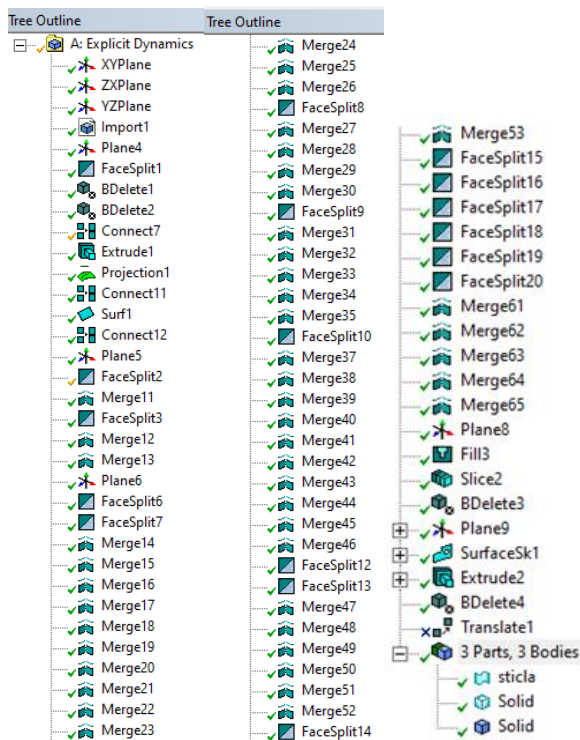 Tree Outline
A: Explicit Dynamics
XYPlane
ZXPlane
YZPlane
Import1
Plane4
FaceSplit1
BDelete1
BDelete2
Connect7
Extrude1
Projection1
Connect11
Surf1
Connect12
Plane5
FaceSplit2
Merge11
FaceSplit3
Merge12
Merge13
Plane6
FaceSplit6
FaceSplit7
Merge14
Merge15
Merge16
Merge17
Merge18
Merge19
Merge20
Merge21
Merge22
Merge23
Tree Outline
Merge24
Merge25
Merge26
FaceSplit8
Merge27
Merge28
Merge29
Merge30
FaceSplit9
Merge31
Merge32
Merge33
Merge34
Merge35
FaceSplit10
Merge37
Merge38
Merge39
Merge40
Merge41
Merge42
Merge43
Merge44
Merge45
Merge46
FaceSplit12
FaceSplit13
Merge47
Merge48
Merge49
Merge50
Merge51
Merge52
FaceSplit14
Merge53
FaceSplit15
FaceSplit16
FaceSplit17
FaceSplit18
FaceSplit19
FaceSplit20
Merge61
Merge62
Merge63
Merge64
Merge65
Plane8
Fill3
Slice2
BDelete3
Plane9
SurfaceSk1
Extrude2
BDelete4
Translate1
3 Parts, 3 Bodies
sticla
Solid
Solid